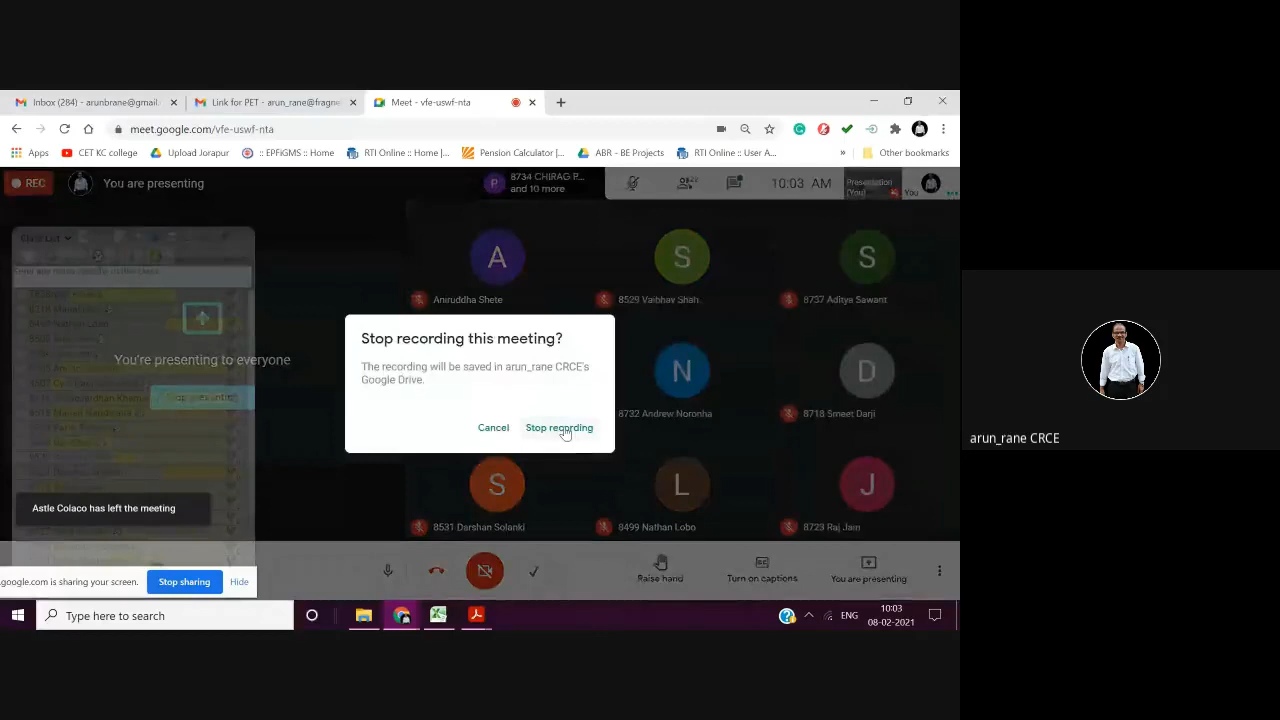 Inbox (284) - arunbrane@gmail.
Link for PET - arun_rane@fragne
Meet - vfe-uswf-nta
meet.google.com/vfe-uswf-nta
Apps
CET KC college
Upload Jorapur
:: EPFiGMS :: Home
RTI Online :: Home |...
Pension Calculator |...
ABR - BE Projects
RTI Online :: User A...
»
Other bookmarks
REC
You are presenting
P
8734 CHIRAG P...
and 10 more
10:03 AM
Presentation
(You)
You
A
Aniruddha Shete
S
8529 Vaibhav Shah
S
8737 Aditya Sawant
You're presenting to everyone
Stop presenting
Stop recording this meeting?
The recording will be saved in arun_rane CRCE's
Google Drive.
Cancel
Stop recording
N
8732 Andrew Noronha
D
8718 Smeet Darji
arun_rane CRCE
S
8531 Darshan Solanki
L
8499 Nathan Lobo
J
8723 Raj Jain
Astle Colaco has left the meeting
.google.com is sharing your screen.
Stop sharing
Hide
Raise hand
Turn on captions
You are presenting
Type here to search
ENG
10:03
08-02-2021